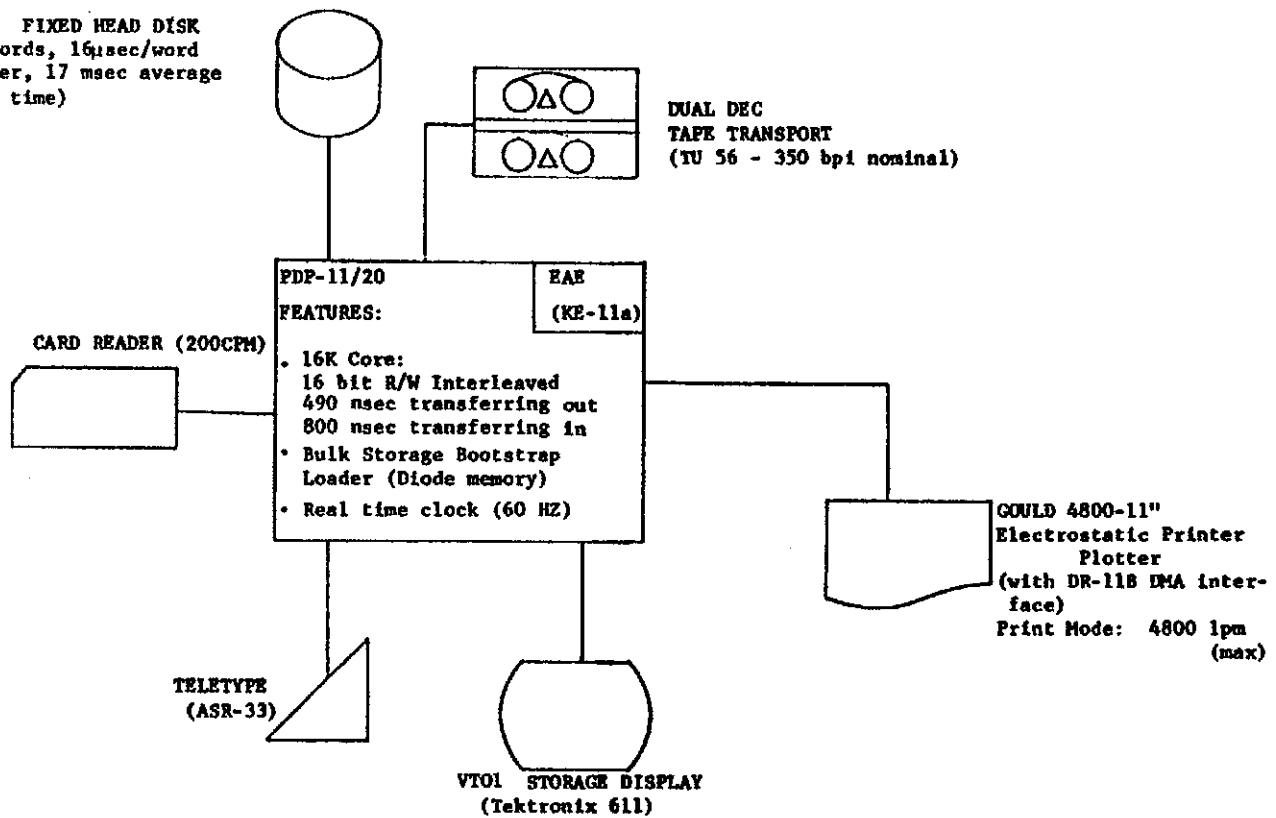 FIXED HEAD DISK
ords, 16µsec/word
er, 17 msec average
time)
DUAL DEC
TAPE TRANSPORT
(TU 56 - 350 bpi nominal)
PDP-11/20
EAE
(KE-11a)
FEATURES:
. 16K Core:
16 bit R/W Interleaved
490 nsec transferring out
800 nsec transferring in
· Bulk Storage Bootstrap
Loader (Diode memory)
· Real time clock (60 HZ)
CARD READER (200CPM)
GOULD 4800-11"
Electrostatic Printer
Plotter
(with DR-11B DMA inter-
face)
Print Mode: 4800 lpm
(max)
TELETYPE
(ASR-33)
VT01 STORAGE DISPLAY
(Tektronix 611)